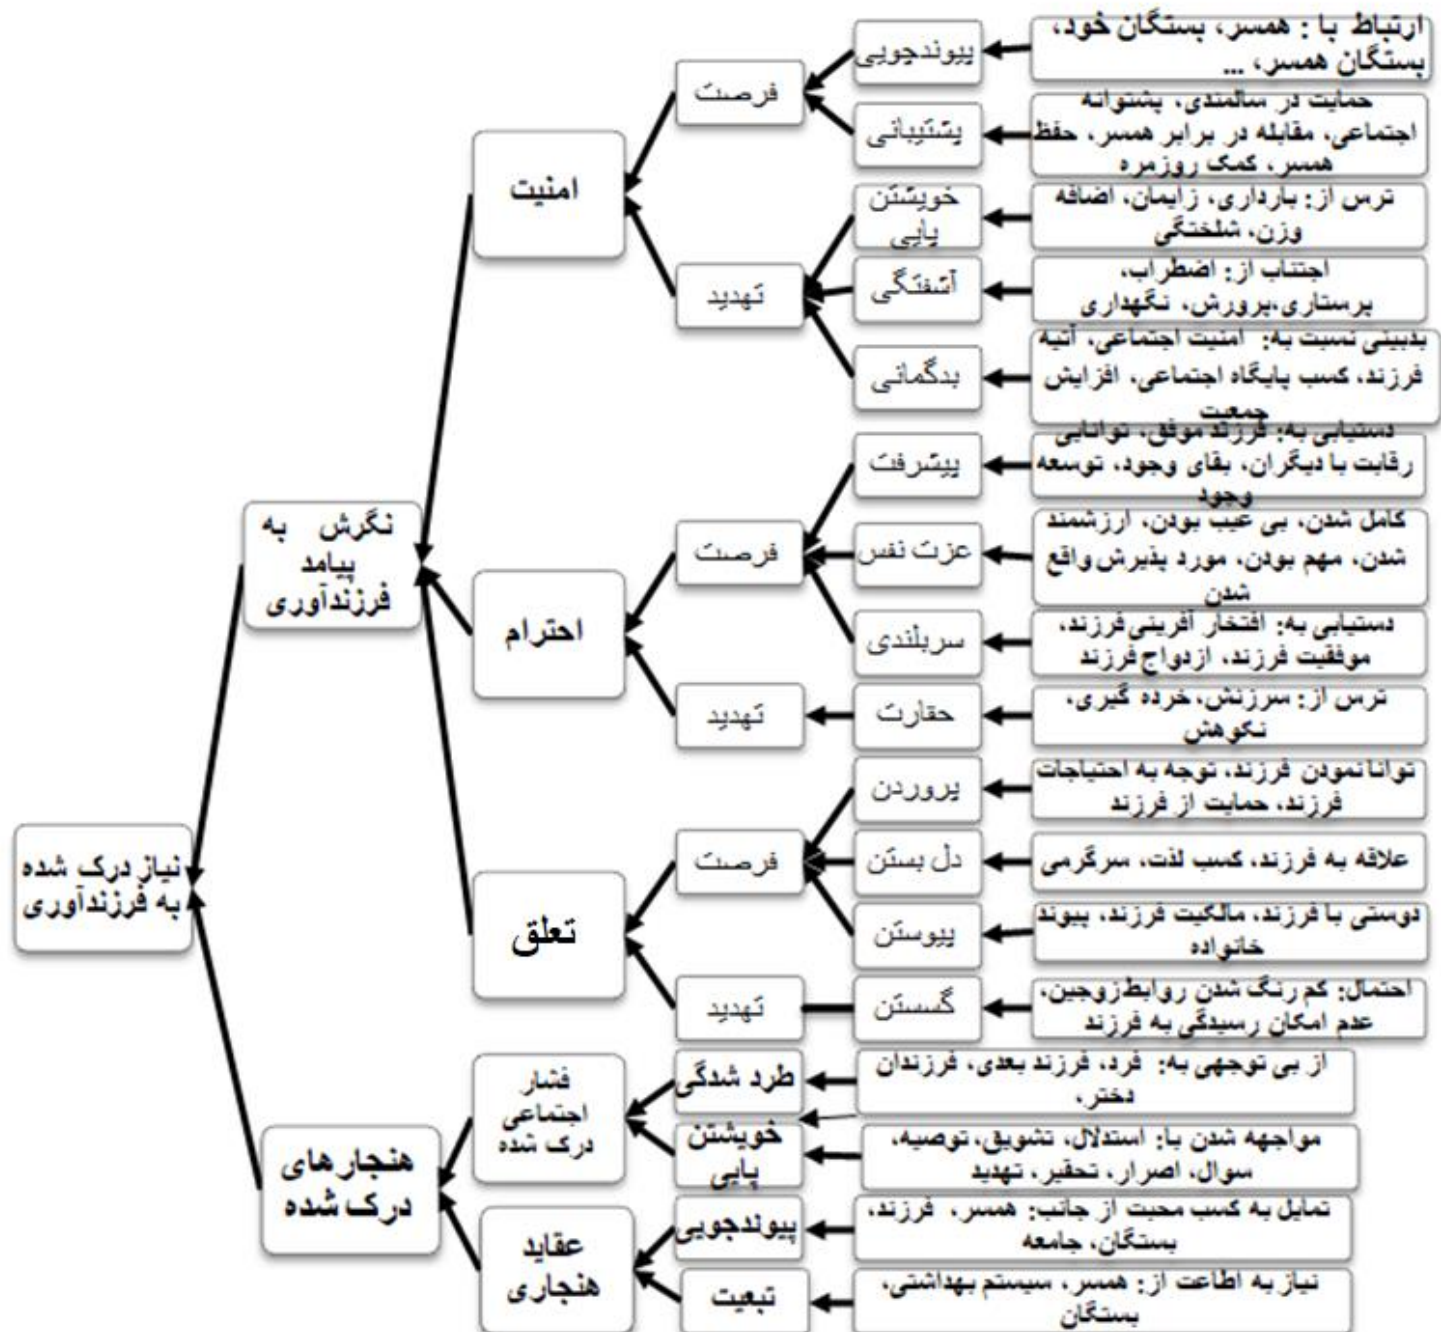 ارتباط با : همسر، بستگان خود،
بستگان همسر، ...
پیوندجویی
فرصت
حمایت در سالمندی، پشتوانه
اجتماعی، مقابله در برابر همسر، حفظ
همسر، کمک روزمره
پشتیبانی
امنیت
ترس از: بارداری، زایمان، اضافه
وزن، شلختگی
خویشتن
پایی
اجتناب از: اضطراب،
پرستاری،پرورش، نگهداری
آشفتگی
تهدید
بدبینی نسبت به: امنیت اجتماعی، آتیه
فرزند، کسب پایگاه اجتماعی، افزایش
جمعیت
بدگمانی
دستیابی به: فرزند موفق، توانایی
رقابت با دیگران، بقای وجود، توسعه
وجود
پیشرفت
نگرش به
پیامد
فرزندآوری
کامل شدن، بی عیب بودن، ارزشمند
شدن، مهم بودن، مورد پذیرش واقع
شدن
عزت نفس
فرصت
احترام
دستیابی به: افتخار آفرینی فرزند،
موفقیت فرزند، ازدواج فرزند
سربلندی
ترس از: سرزنش، خرده گیری،
نکوهش
حقارت
تهدید
توانا نمودن فرزند، توجه به احتیاجات
فرزند، حمایت از فرزند
پروردن
علاقه به فرزند، کسب لذت، سرگرمی
دل بستن
فرصت
نیاز درک شده
به فرزندآوری
تعلق
دوستی با فرزند، مالکیت فرزند، پیوند
خانواده
پیوستن
احتمال: کم رنگ شدن روابط زوجین،
عدم امکان رسیدگی به فرزند
گسستن
تهدید
از بی توجهی به: فرد، فرزند بعدی، فرزندان
دختر،
طرد شدگی
فشار
اجتماعی
درک شده
مواجهه شدن با: استدلال، تشویق، توصیه،
سوال، اصرار، تحقیر، تهدید
خویشتن
پایی
هنجارهای
درک شده
تمایل به کسب محبت از جانب: همسر، فرزند،
بستگان، جامعه
پیوندجویی
عقاید
هنجاری
نیاز به اطاعت از: همسر، سیستم بهداشتی،
بستگان
تبعیت